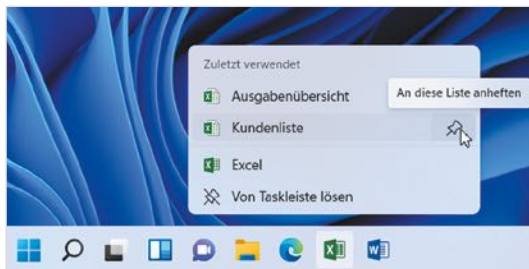 Zuletzt verwendet
Ausgabenübersicht
An diese Liste anheften
Kundenliste
Excel
Von Taskleiste lösen